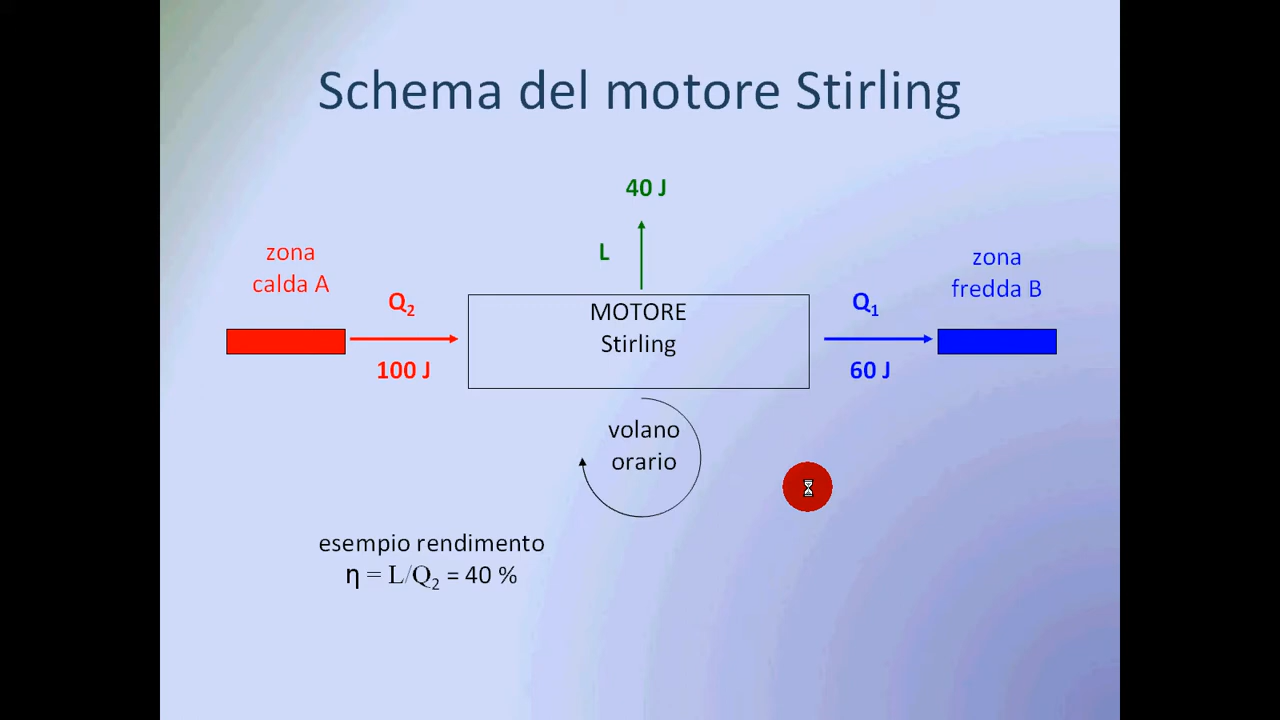 Schema del motore Stirling
40 J
L
zona
calda A
Q₂
100 J
MOTORE
Stirling
Q₁
60 J
zona
fredda B
volano
orario
esempio rendimento
η = L/Q₂ = 40 %